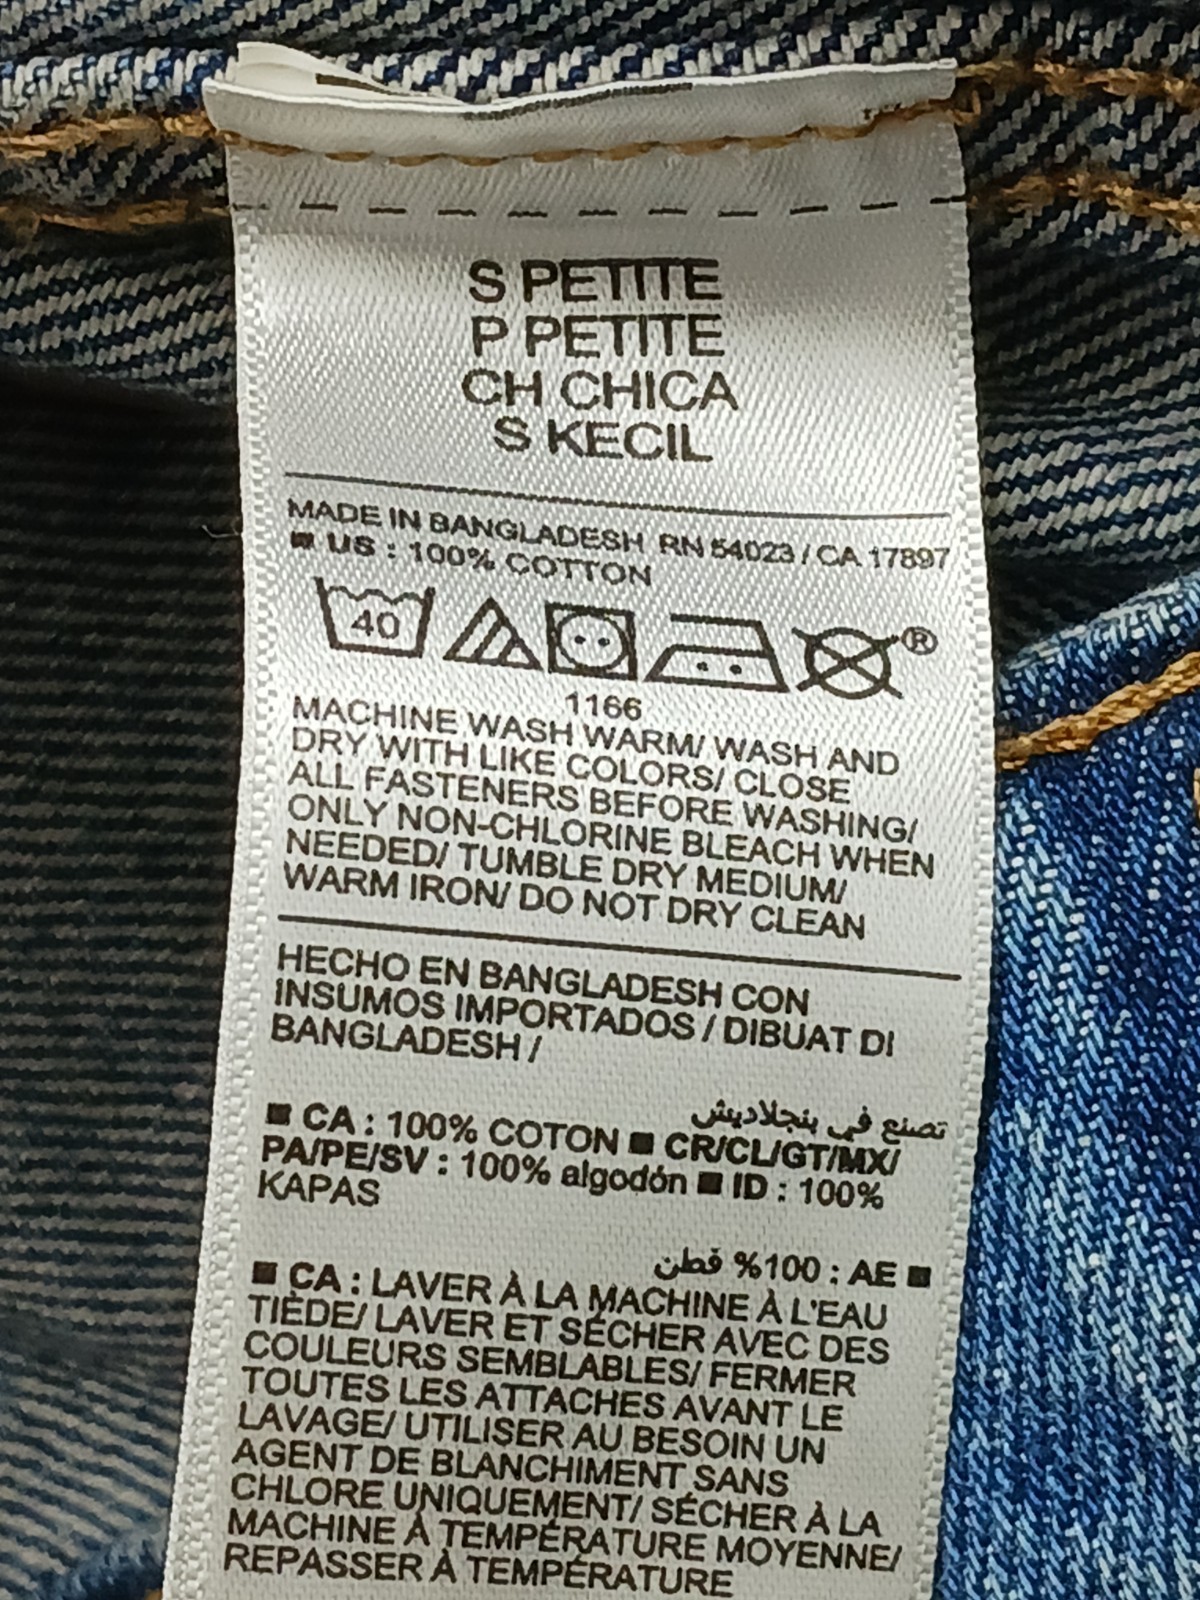 S PETITE
P PETITE
CH CHICA
S KECIL
MADE IN BANGLADESH RN 54023 / CA 17897
■ US : 100% COTTON
40
®
1166
MACHINE WASH WARM/ WASH AND
DRY WITH LIKE COLORS/ CLOSE
ALL FASTENERS BEFORE WASHING/
ONLY NON-CHLORINE BLEACH WHEN
NEEDED/ TUMBLE DRY MEDIUM/
WARM IRON/ DO NOT DRY CLEAN
HECHO EN BANGLADESH CON
INSUMOS IMPORTADOS / DIBUAT DI
BANGLADESH /
تصنع في بنجلاديش
■ CA : 100% COTON ■ CR/CL/GT/MX/
PA/PE/SV : 100% algodón ■ ID : 100%
KAPAS
■ AE : 100% قطن
■ CA : LAVER À LA MACHINE À L'EAU
TIÈDE/ LAVER ET SÉCHER AVEC DES
COULEURS SEMBLABLES/ FERMER
TOUTES LES ATTACHES AVANT LE
LAVAGE/ UTILISER AU BESOIN UN
AGENT DE BLANCHIMENT SANS
CHLORE UNIQUEMENT/ SÉCHER À LA
MACHINE À TEMPÉRATURE MOYENNE/
REPASSER À TEMPÉRATURE